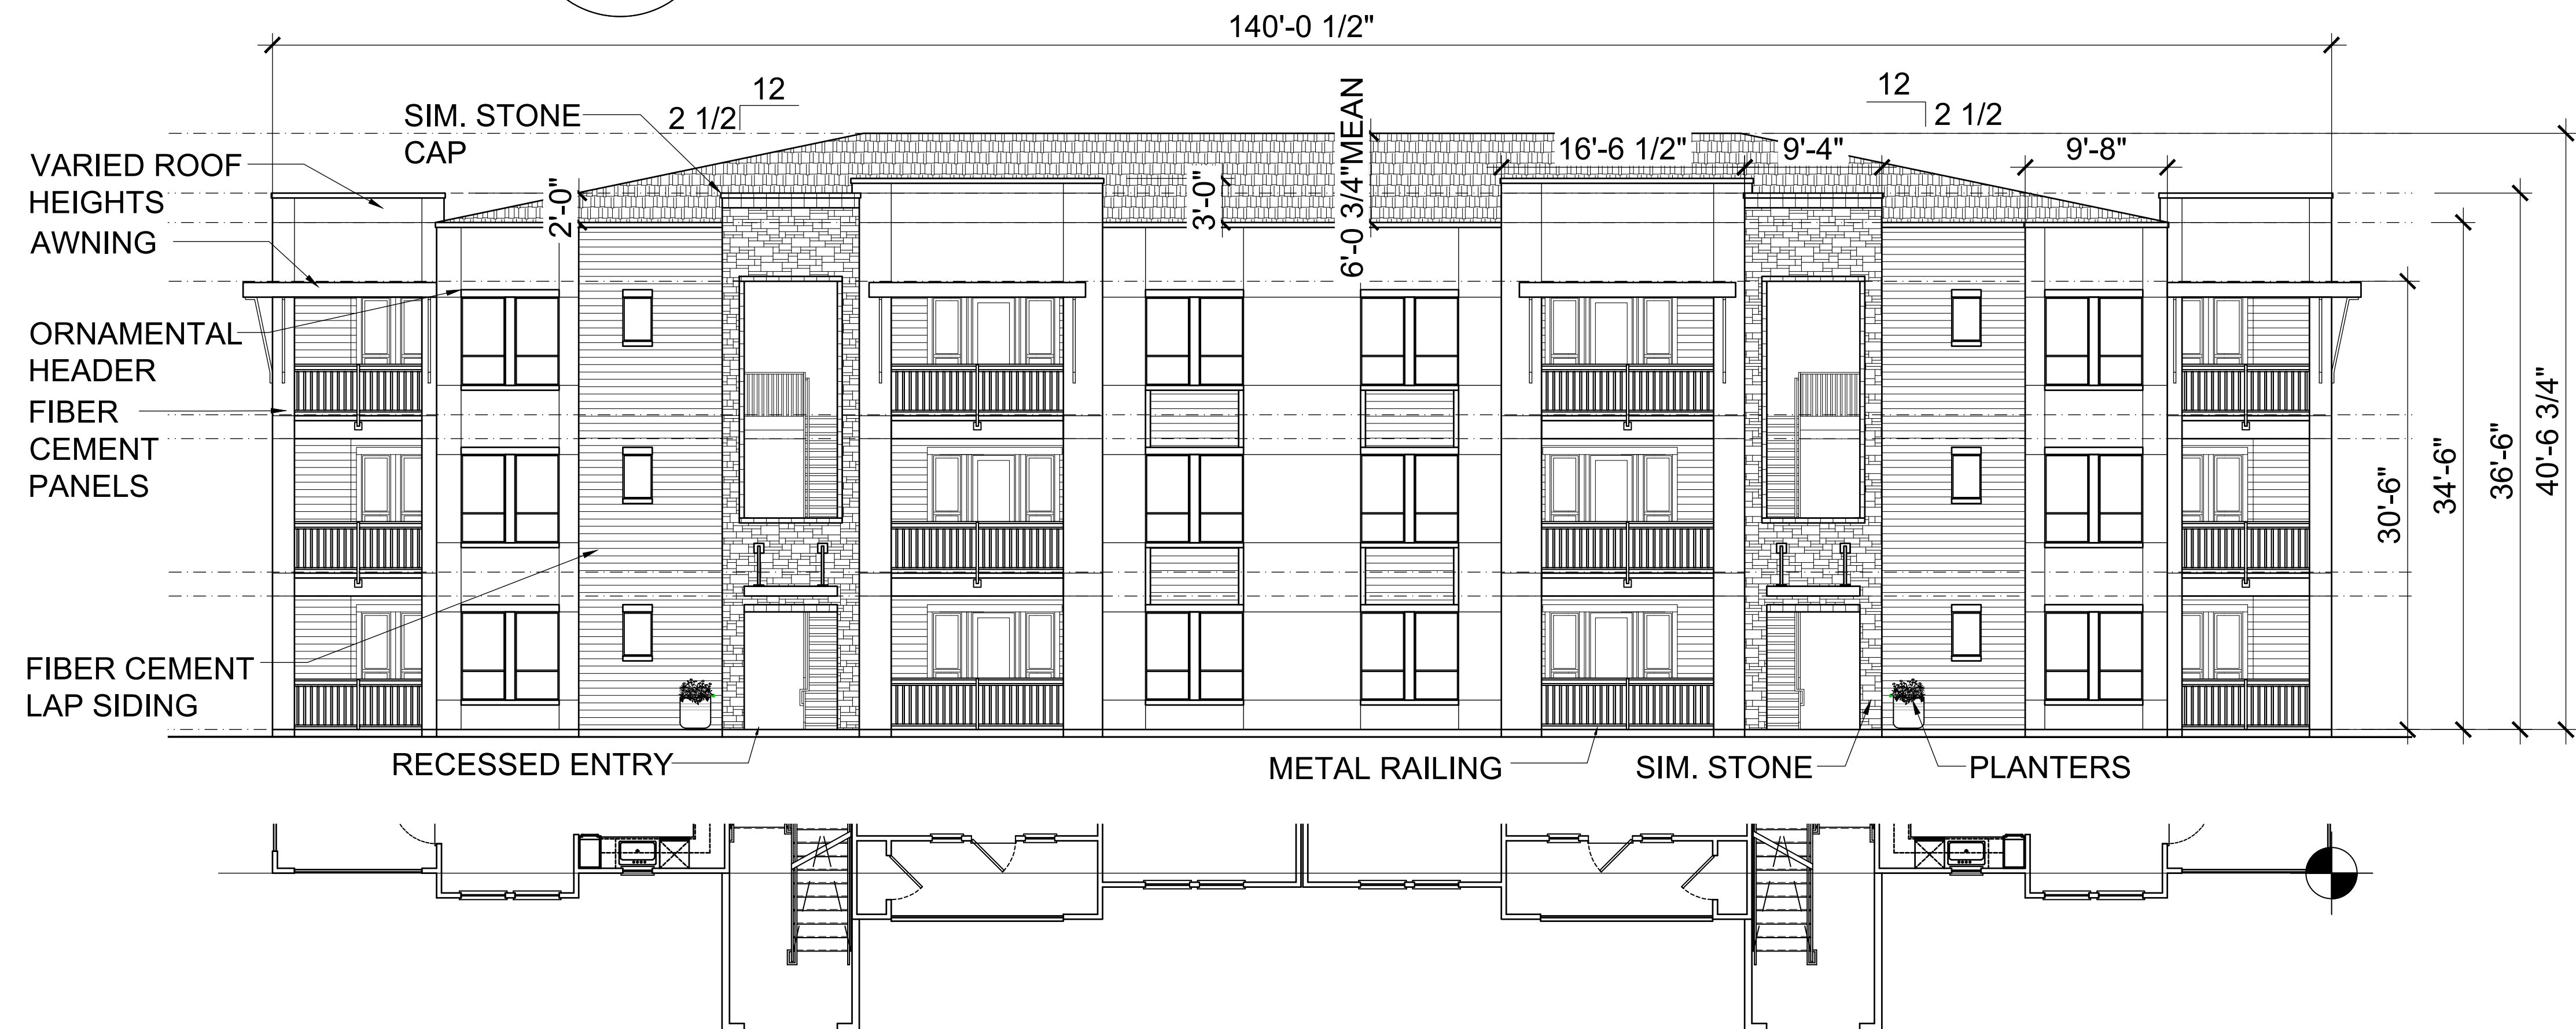 140'-0 1/2"
12
2 1/2
12
2 1/2
SIM. STONE
CAP
VARIED ROOF
HEIGHTS
AWNING
ORNAMENTAL
HEADER
FIBER
CEMENT
PANELS
FIBER CEMENT
LAP SIDING
2'-0"
3'-0"
6'-0 3/4"MEAN
16'-6 1/2"
9'-4"
9'-8"
30'-6"
34'-6"
36'-6"
40'-6 3/4"
RECESSED ENTRY
METAL RAILING
SIM. STONE
PLANTERS